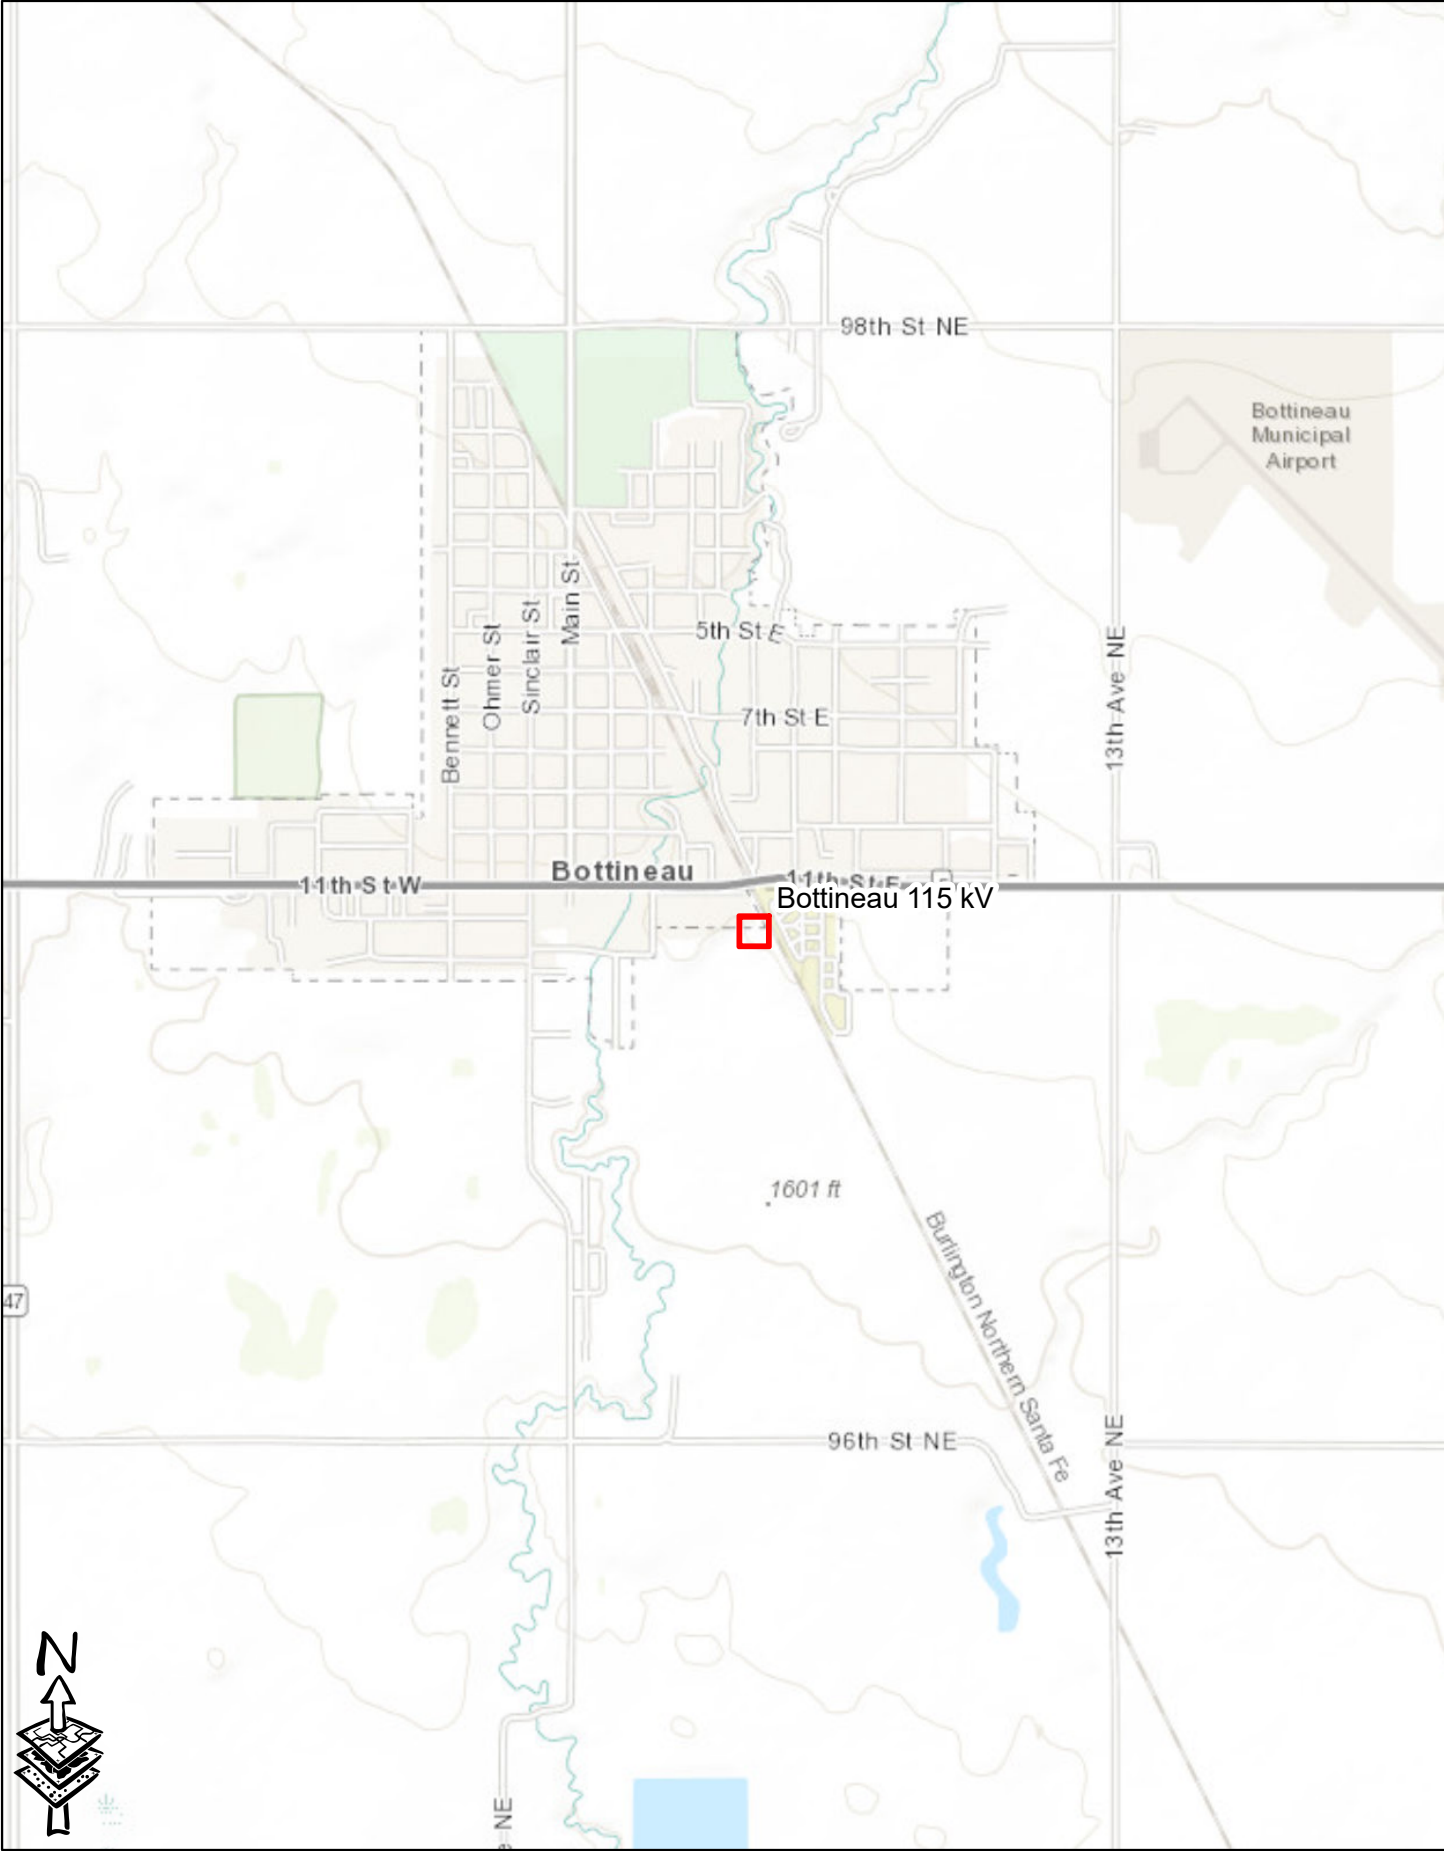 98th St NE
Bottineau
Municipal
Airport
Main St
Sinclair St
Ohmer St
Bennett St
5th St E
7th St E
13th Ave NE
Bottineau
11th St W
11th St E
Bottineau 115 kV
1601 ft
Burlington Northern Santa Fe
47
96th St NE
13th Ave NE
N
e NE